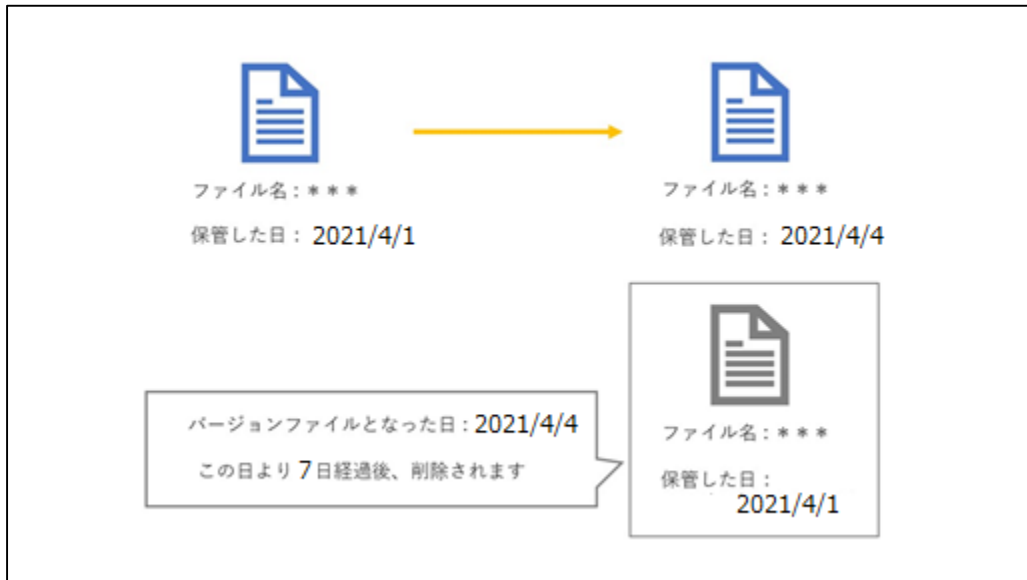 ファイル名：＊＊＊
保管した日： 2021/4/1
ファイル名：＊＊＊
保管した日： 2021/4/4
バージョンファイルとなった日：2021/4/4
この日より 7日経過後、削除されます
ファイル名：＊＊＊
保管した日：
2021/4/1